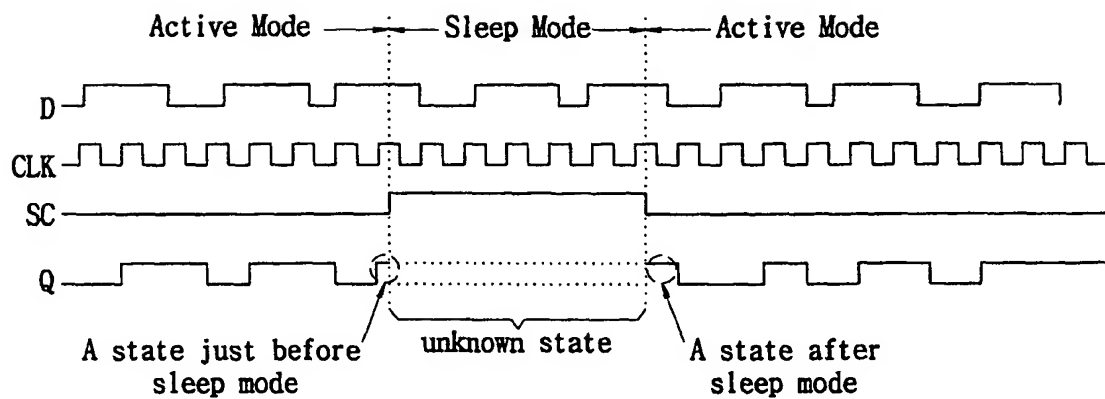 Active Mode Sleep Mode Active Mode
D
CLK
SC
Q
unknown state
A state just before
sleep mode
A state after
sleep mode